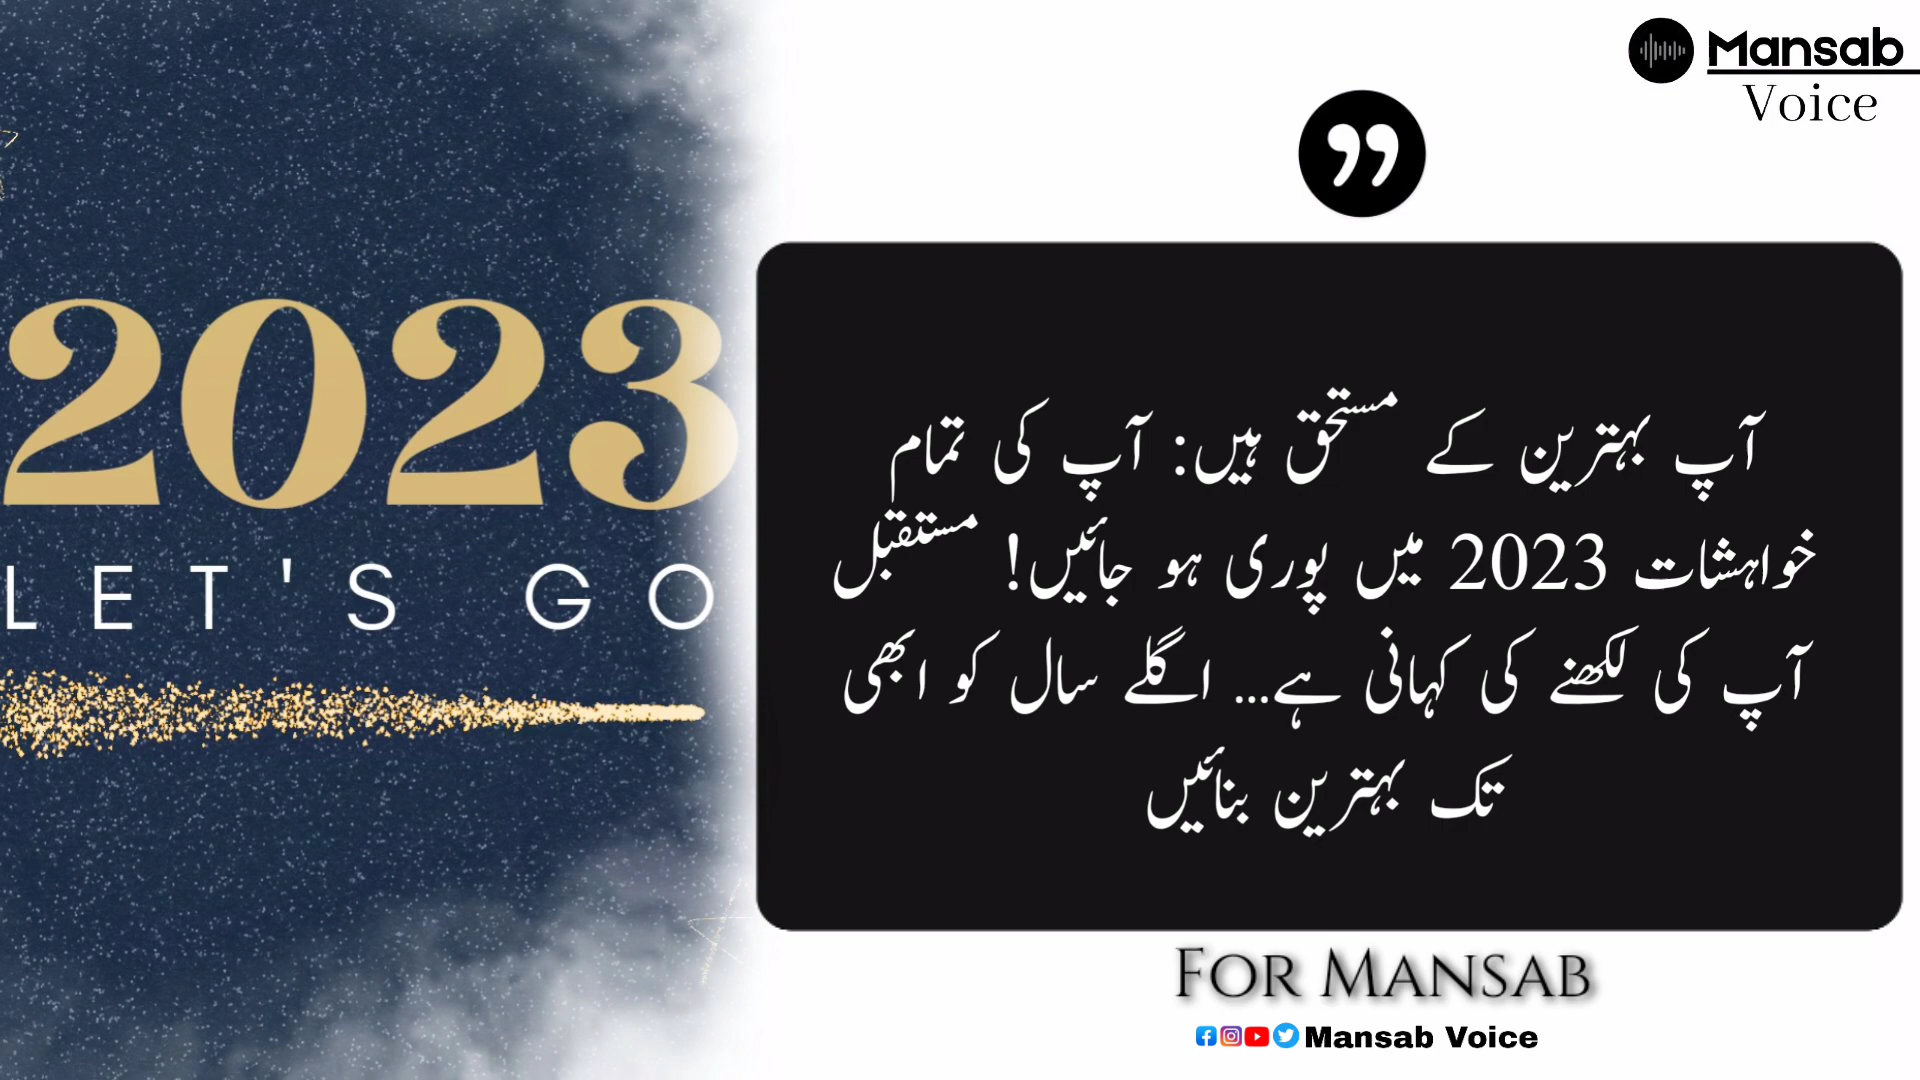 Mansab
Voice
2023
LET'S GO
آپ بہترین کے مستحق ہیں: آپ کی تمام
خواہشات 2023 میں پوری ہو جائیں! مستقبل
آپ کی لکھنے کی کہانی ہے... اگلے سال کو ابھی
تک بہترین بنائیں
FOR MANSAB
Mansab Voice